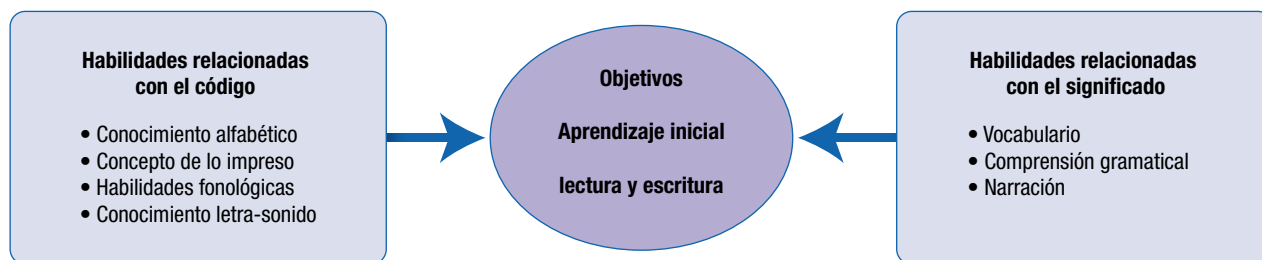 Habilidades relacionadas
con el código
• Conocimiento alfabético
• Concepto de lo impreso
• Habilidades fonológicas
• Conocimiento letra-sonido
Objetivos
Aprendizaje inicial
lectura y escritura
Habilidades relacionadas
con el significado
• Vocabulario
• Comprensión gramatical
• Narración